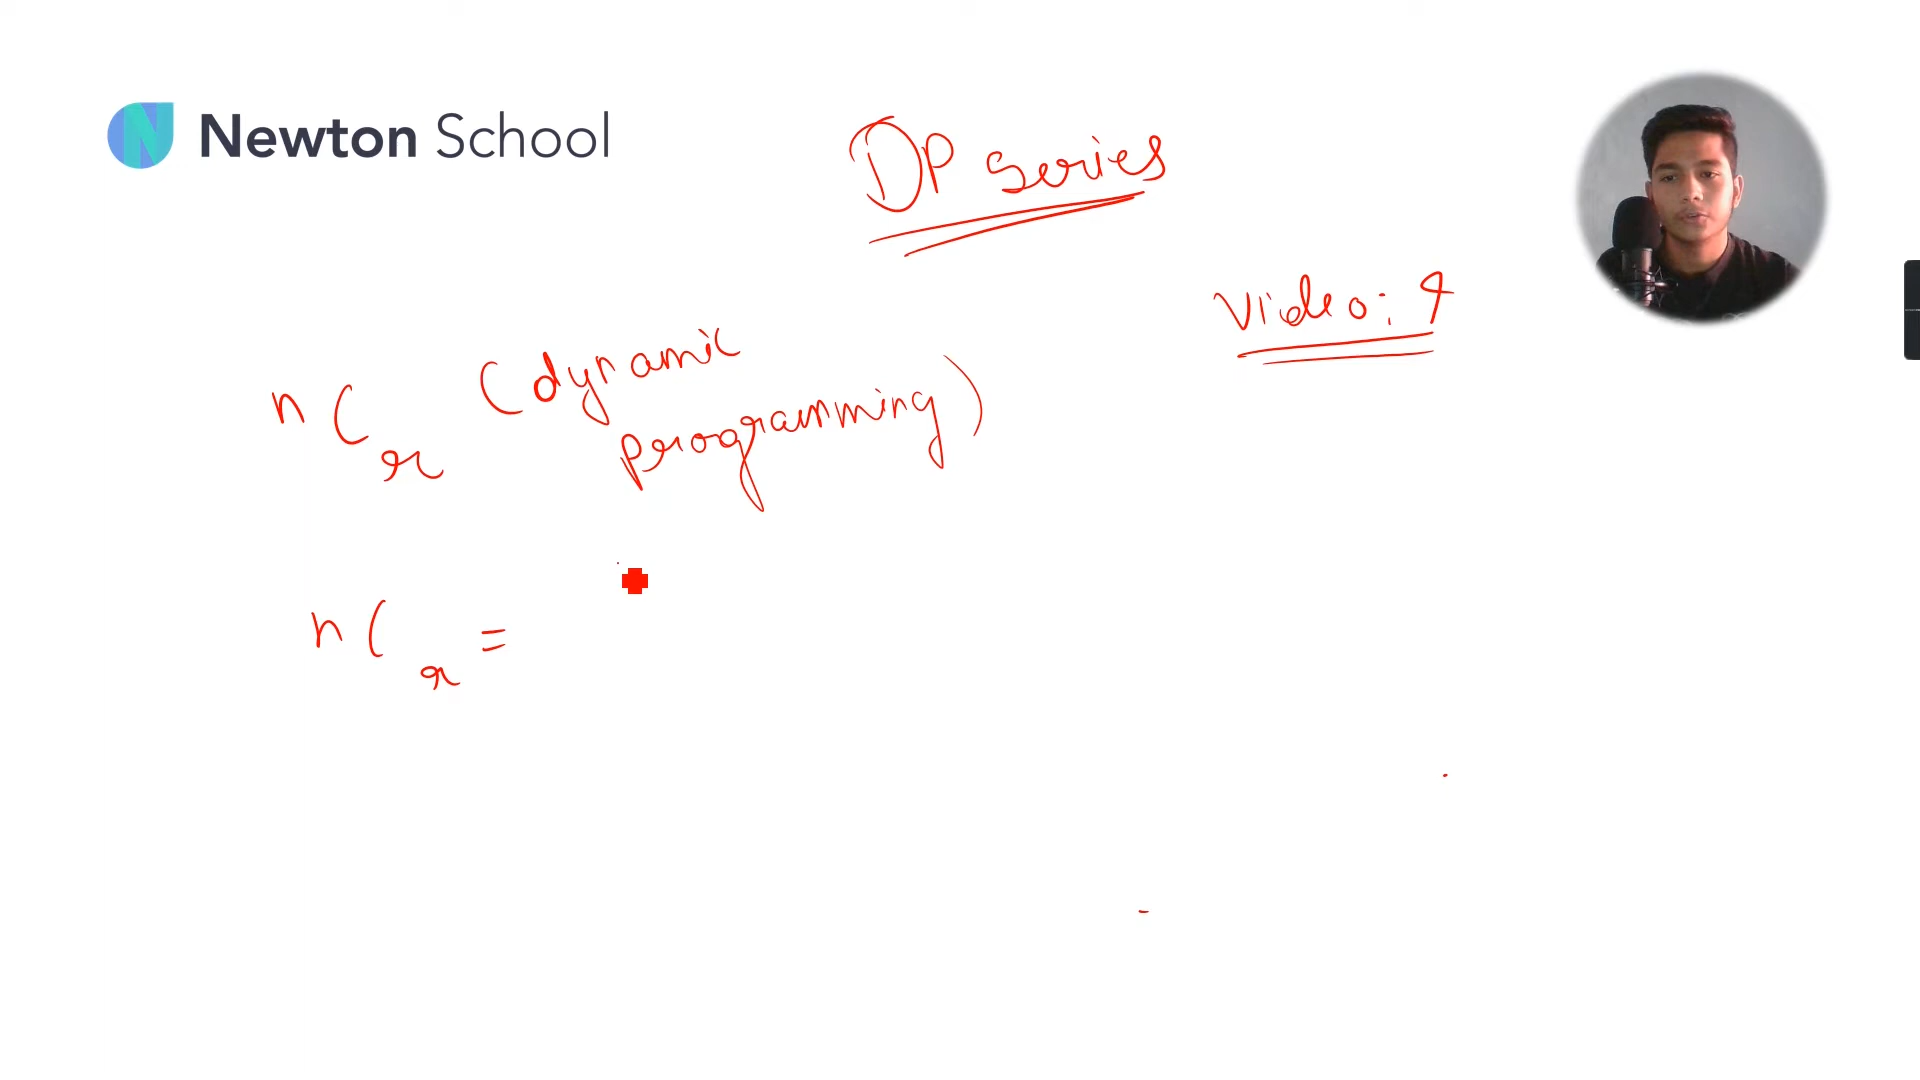 Newton School
DP series
Video: 4
nCr (dynamic
programming)
nCr =